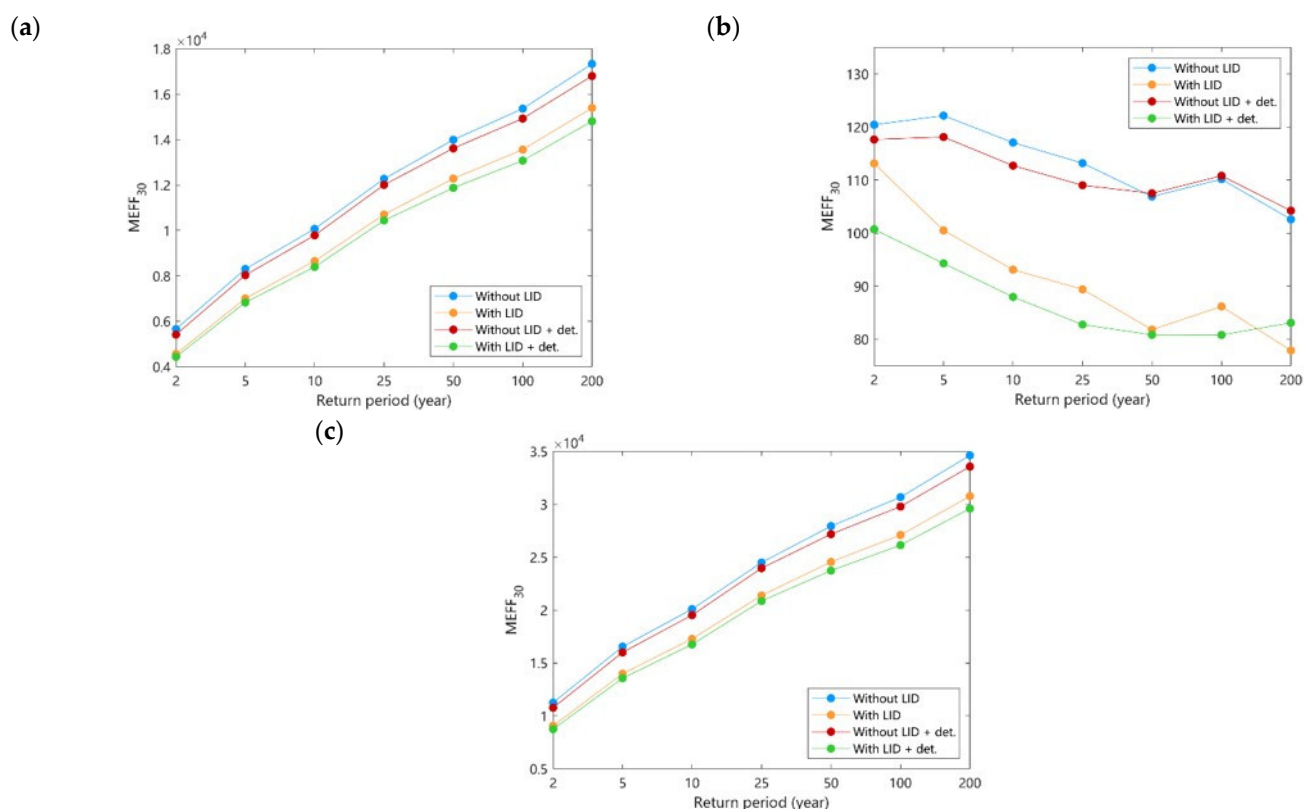 (a)
×10⁴
1.8
1.6
1.4
1.2
1
0.8
0.6
0.4
MEFF₃₀
2 5 10 25 50 100 200
Return period (year)
Without LID
With LID
Without LID + det.
With LID + det.
(b)
130
120
110
100
90
80
MEFF₃₀
2 5 10 25 50 100 200
Return period (year)
Without LID
With LID
Without LID + det.
With LID + det.
(c)
×10⁴
3.5
3
2.5
2
1.5
1
0.5
MEFF₃₀
2 5 10 25 50 100 200
Return period (year)
Without LID
With LID
Without LID + det.
With LID + det.